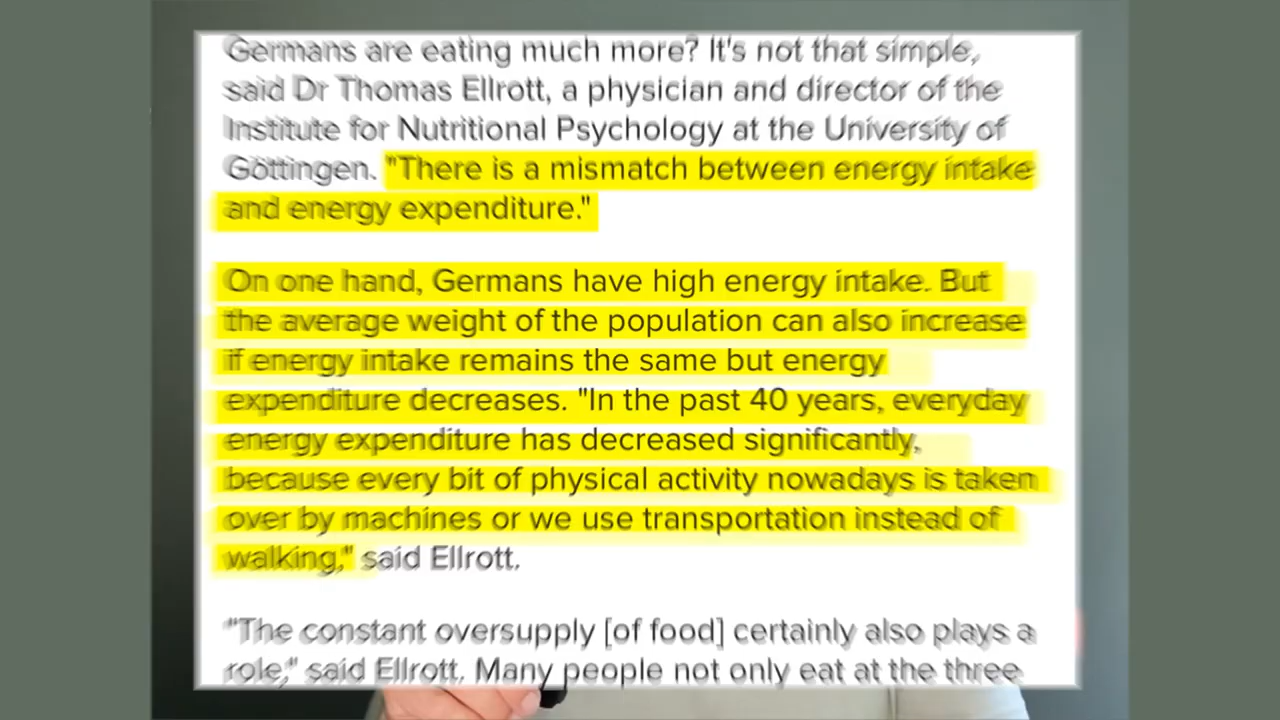 Germans are eating much more? It's not that simple,
said Dr Thomas Ellrott, a physician and director of the
Institute for Nutritional Psychology at the University of
Göttingen. "There is a mismatch between energy intake
and energy expenditure."
On one hand, Germans have high energy intake. But
the average weight of the population can also increase
if energy intake remains the same but energy
expenditure decreases. "In the past 40 years, everyday
energy expenditure has decreased significantly,
because every bit of physical activity nowadays is taken
over by machines or we use transportation instead of
walking," said Ellrott.
"The constant oversupply [of food] certainly also plays a
role," said Ellrott. Many people not only eat at the three